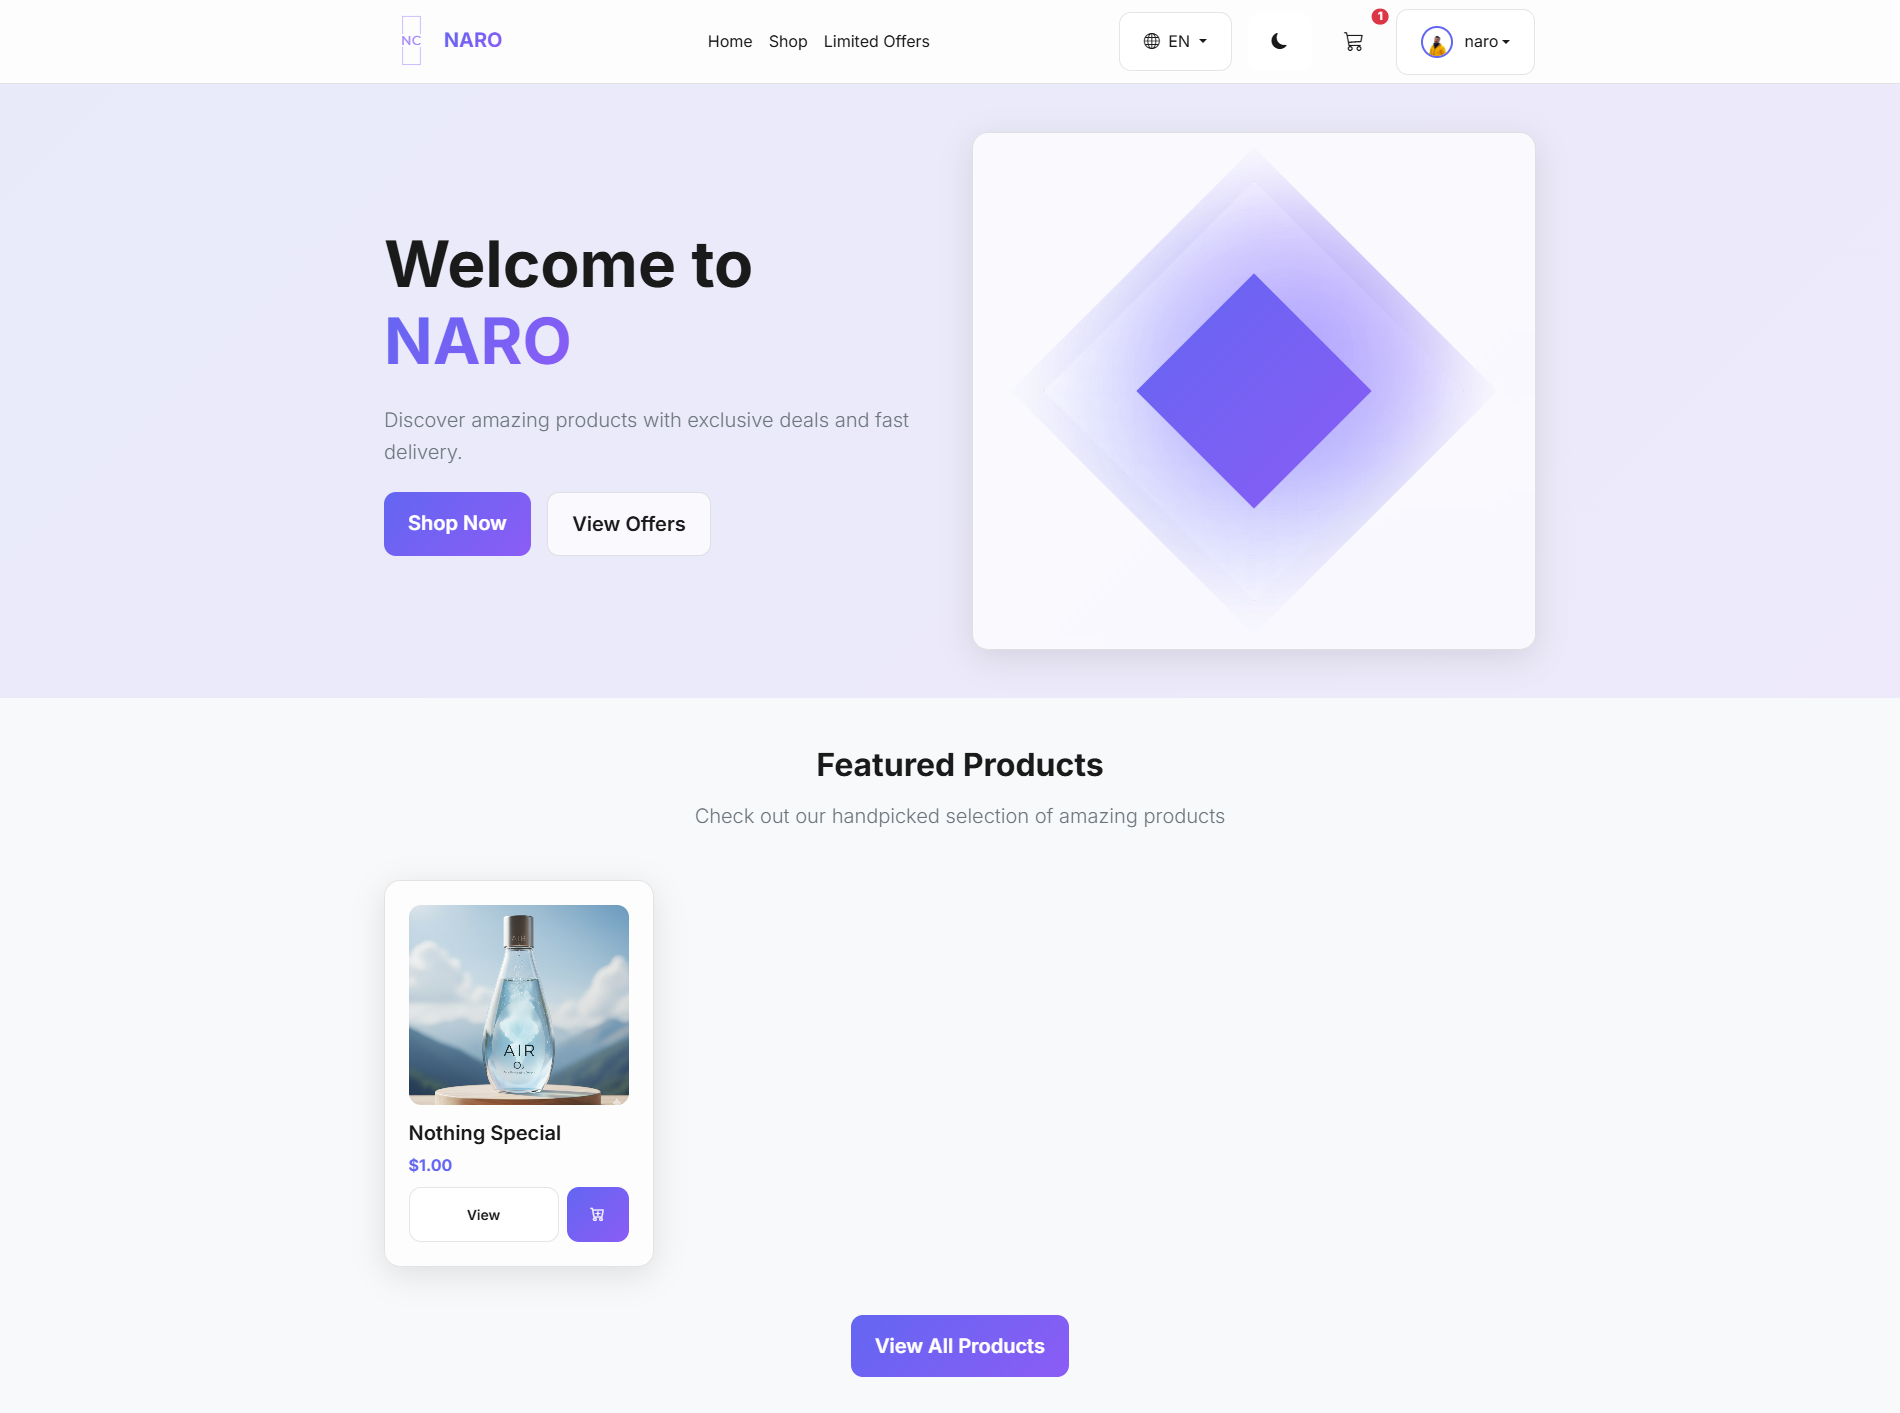 NC
NARO
Home
Shop
Limited Offers
EN
1
naro
Welcome to
NARO
Discover amazing products with exclusive deals and fast
delivery.
Shop Now
View Offers
Featured Products
Check out our handpicked selection of amazing products
AIR
AIR
Nothing Special
$1.00
View
View All Products